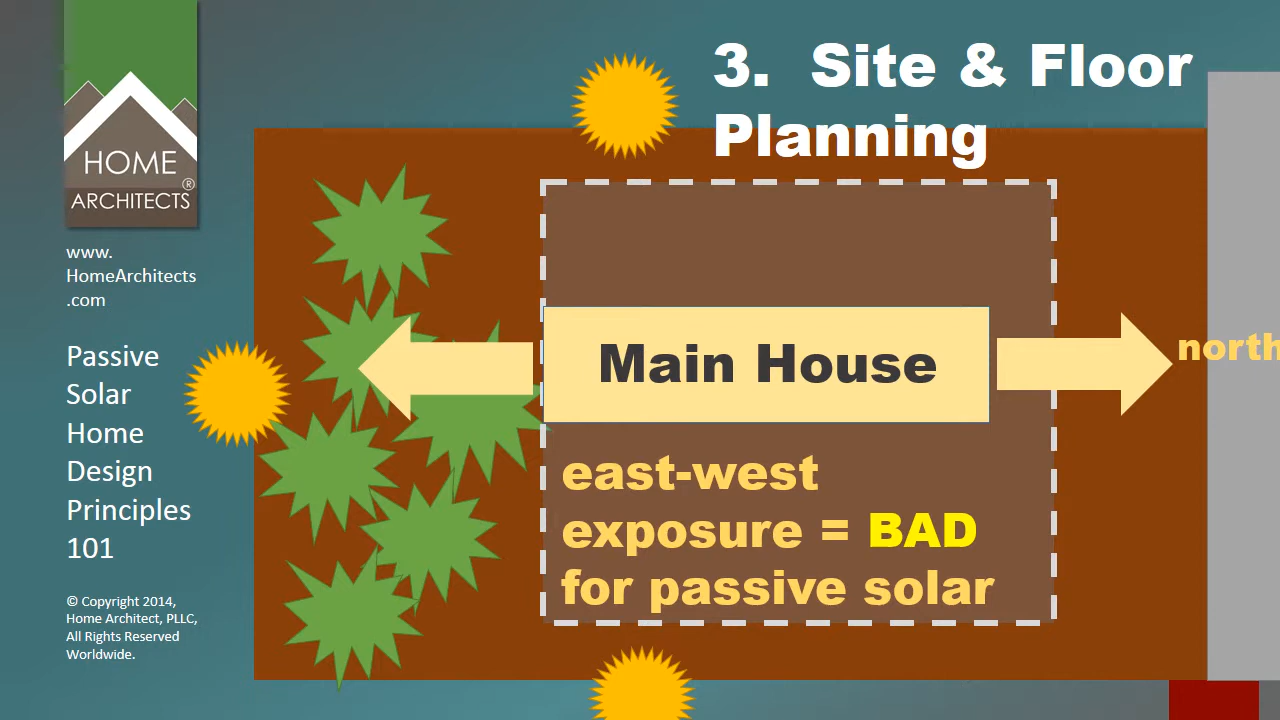 3. Site & Floor
Planning
HOME
ARCHITECTS®
www.
HomeArchitects
.com
Passive
Solar
Home
Design
Principles
101
© Copyright 2014,
Home Architect, PLLC,
All Rights Reserved
Worldwide.
Main House
north
east-west
exposure = BAD
for passive solar